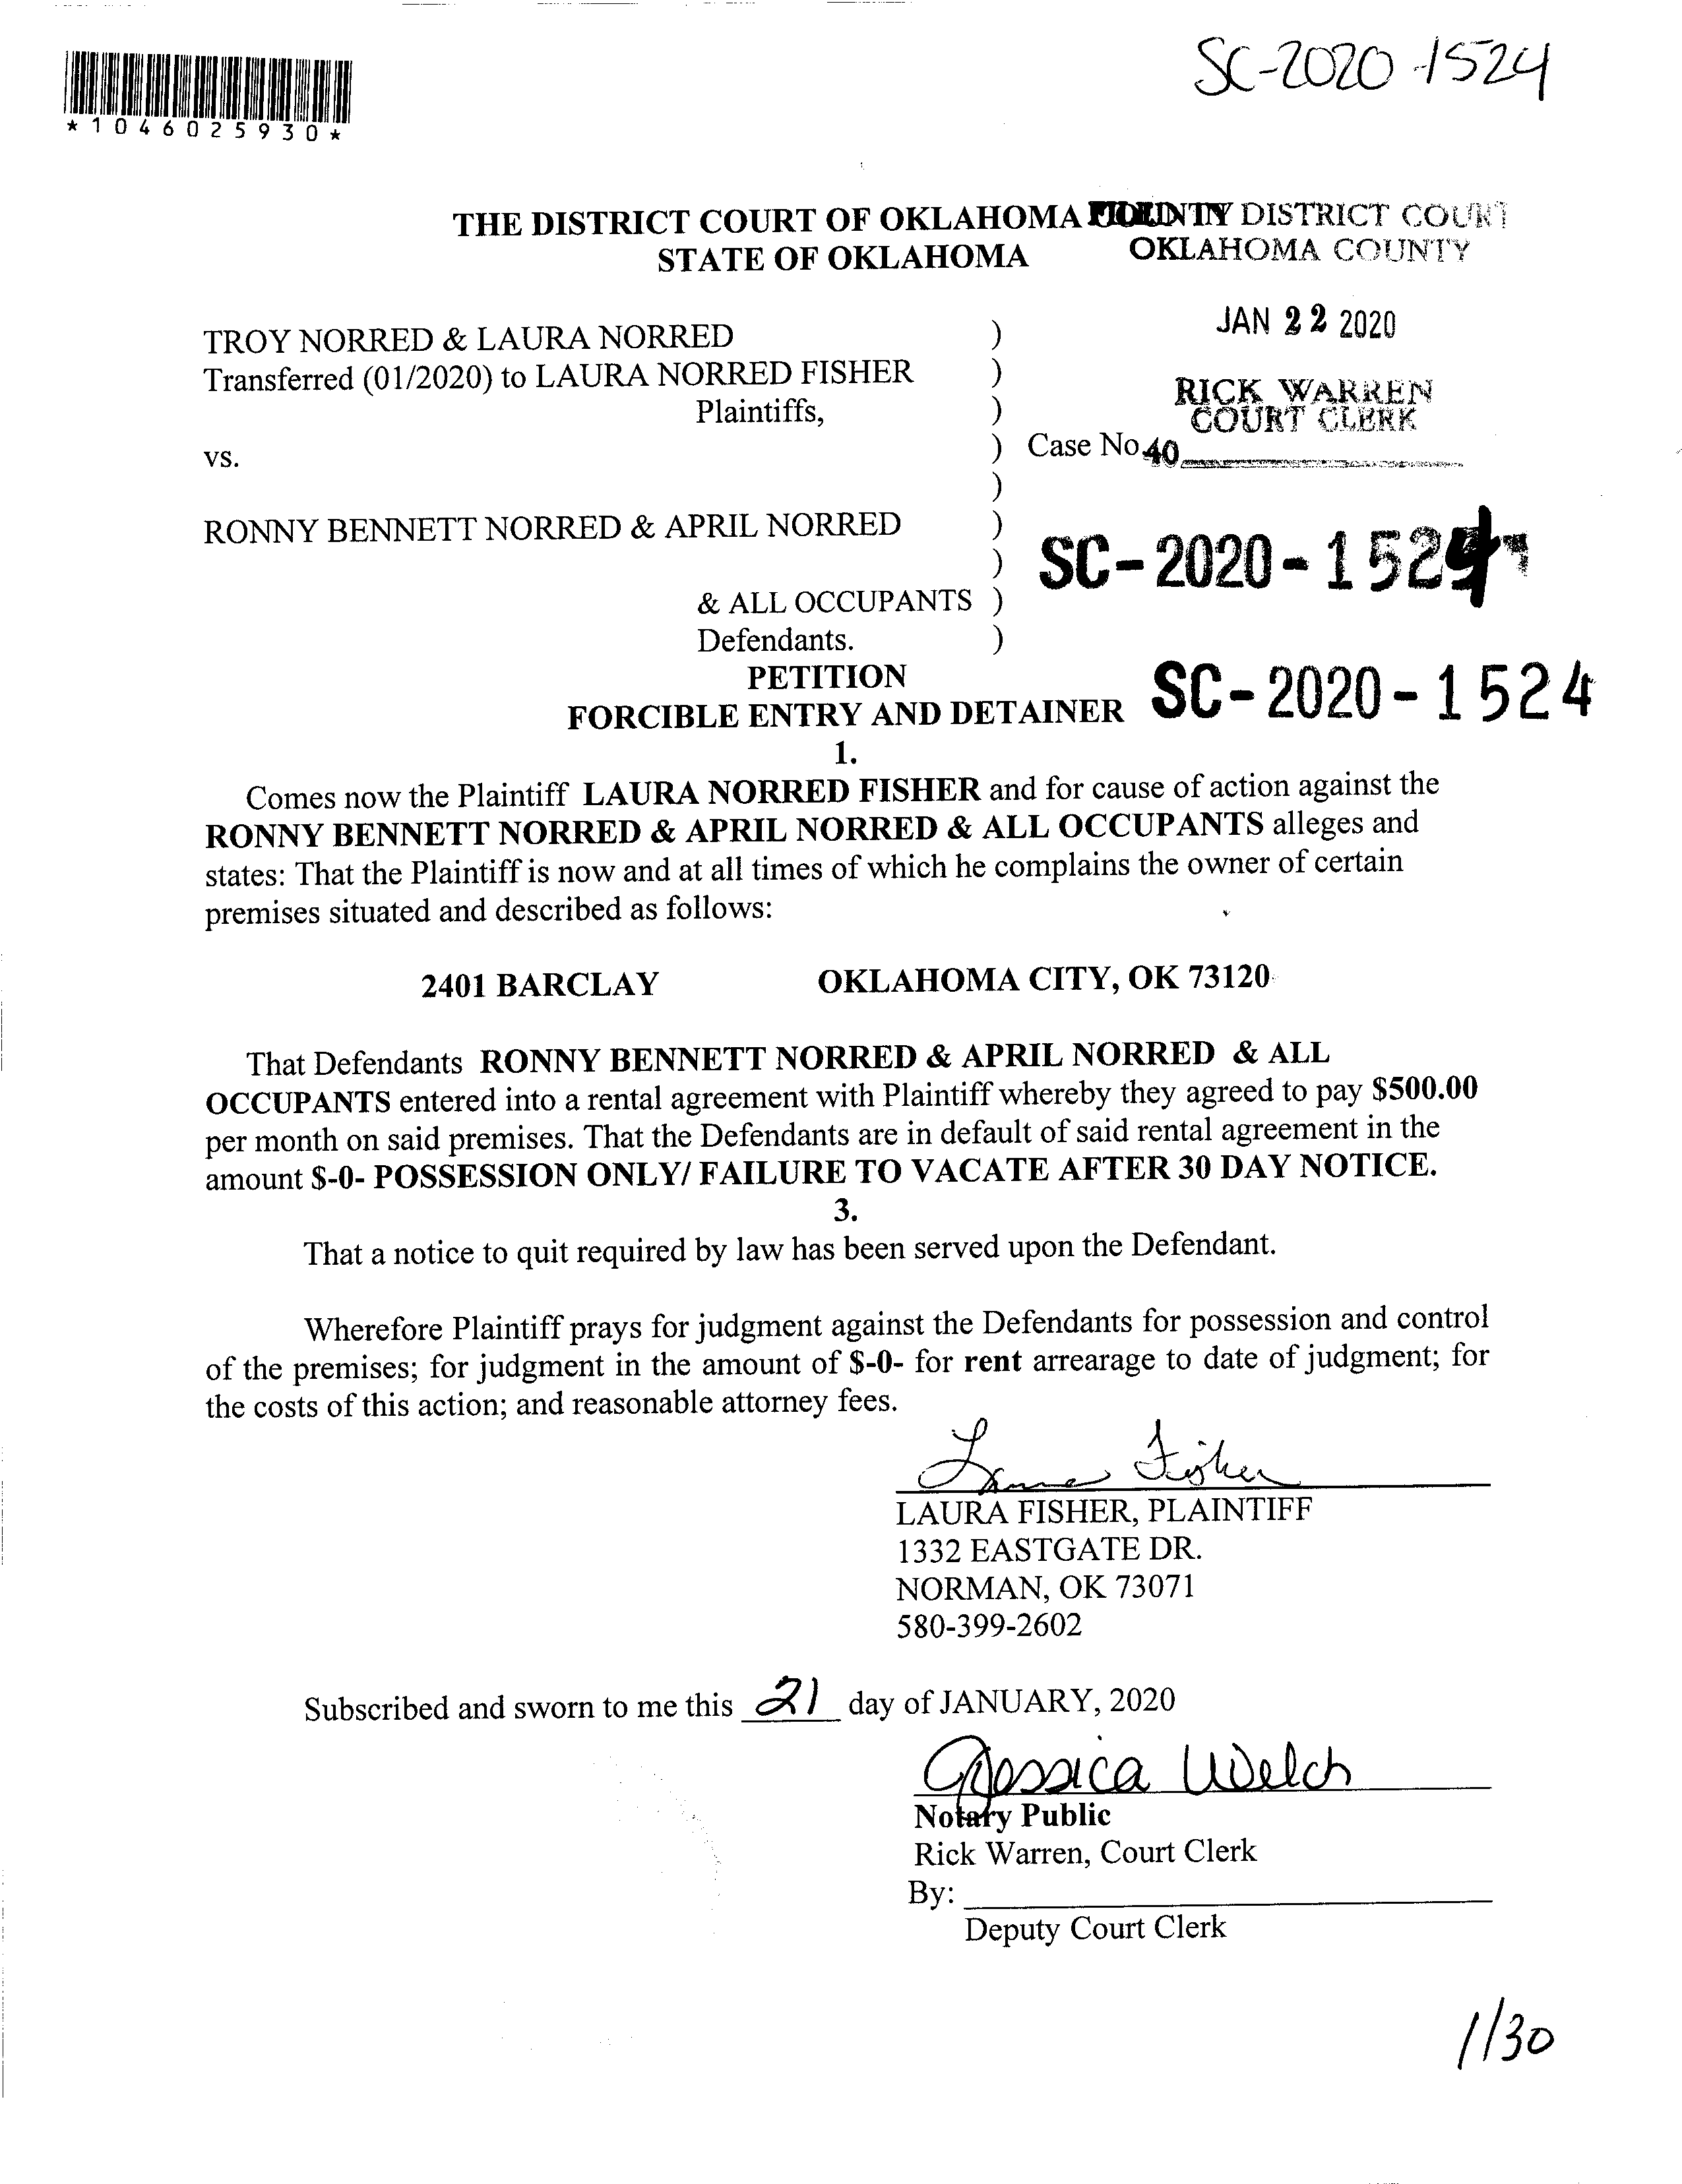 SC-2020-1524
*1046025930*
THE DISTRICT COURT OF OKLAHOMA COUNTY DISTRICT COURT
STATE OF OKLAHOMA OKLAHOMA COUNTY
JAN 22 2020
TROY NORRED & LAURA NORRED )
Transferred (01/2020) to LAURA NORRED FISHER )
RICK WARREN
COURT CLERK
Plaintiffs, )
vs. ) Case No. 40
)
RONNY BENNETT NORRED & APRIL NORRED )
) SC-2020-152
& ALL OCCUPANTS )
Defendants. )
PETITION
FORCIBLE ENTRY AND DETAINER SC-2020-1524
1.
Comes now the Plaintiff LAURA NORRED FISHER and for cause of action against the
RONNY BENNETT NORRED & APRIL NORRED & ALL OCCUPANTS alleges and
states: That the Plaintiff is now and at all times of which he complains the owner of certain
premises situated and described as follows:
2401 BARCLAY OKLAHOMA CITY, OK 73120
That Defendants RONNY BENNETT NORRED & APRIL NORRED & ALL
OCCUPANTS entered into a rental agreement with Plaintiff whereby they agreed to pay $500.00
per month on said premises. That the Defendants are in default of said rental agreement in the
amount $-0- POSSESSION ONLY/ FAILURE TO VACATE AFTER 30 DAY NOTICE.
3.
That a notice to quit required by law has been served upon the Defendant.
Wherefore Plaintiff prays for judgment against the Defendants for possession and control
of the premises; for judgment in the amount of $-0- for rent arrearage to date of judgment; for
the costs of this action; and reasonable attorney fees.
Laura Fisher
LAURA FISHER, PLAINTIFF
1332 EASTGATE DR.
NORMAN, OK 73071
580-399-2602
Subscribed and sworn to me this 21 day of JANUARY, 2020
Jessica Welch
Notary Public
Rick Warren, Court Clerk
By:
Deputy Court Clerk
1/30